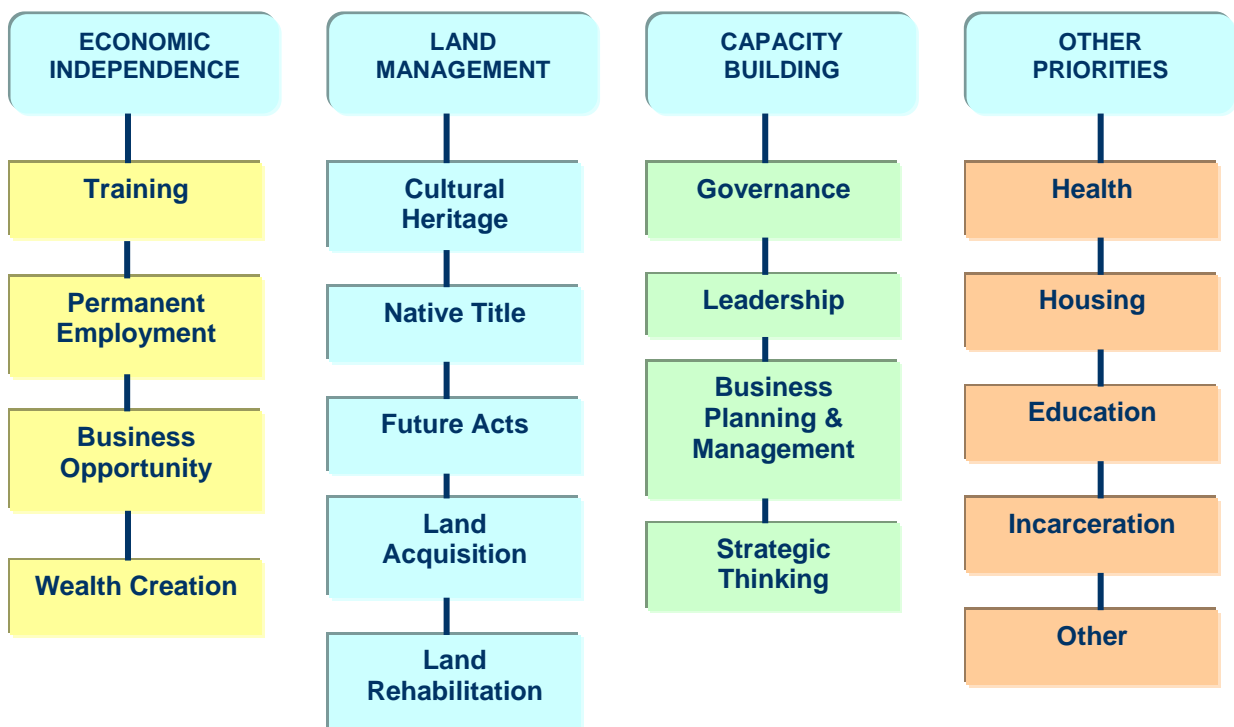 ECONOMIC
INDEPENDENCE
Training
Permanent
Employment
Business
Opportunity
Wealth Creation
LAND
MANAGEMENT
Cultural
Heritage
Native Title
Future Acts
Land
Acquisition
Land
Rehabilitation
CAPACITY
BUILDING
Governance
Leadership
Business
Planning &
Management
Strategic
Thinking
OTHER
PRIORITIES
Health
Housing
Education
Incarceration
Other